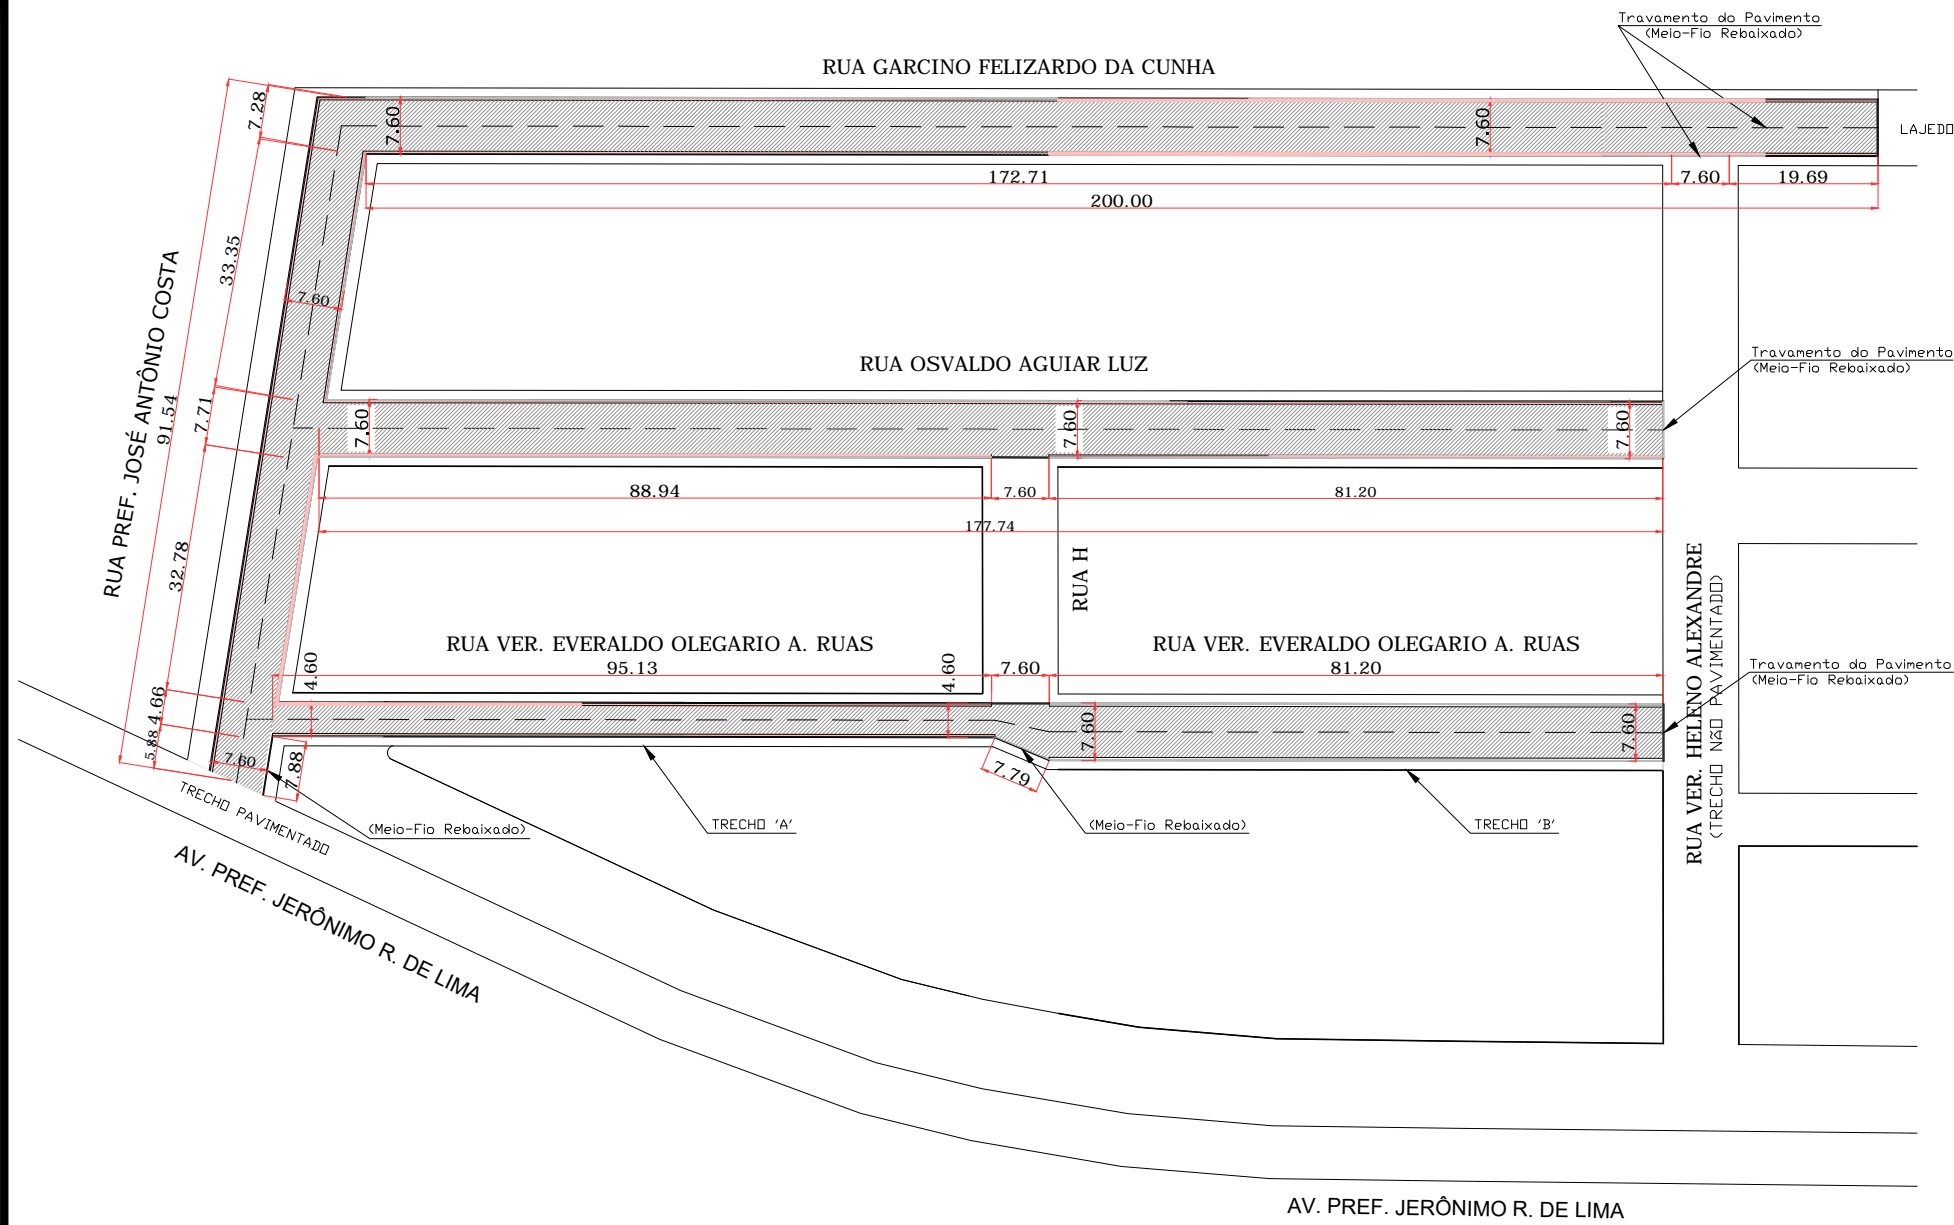 Travamento do Pavimento
(Meio-Fio Rebaixado)
RUA GARCINO FELIZARDO DA CUNHA
7.28
7.60
7.60
LAJEDO
172.71
7.60
19.69
200.00
33.35
7.60
RUA PREF. JOSÉ ANTÔNIO COSTA
91.54
RUA OSVALDO AGUIAR LUZ
Travamento do Pavimento
(Meio-Fio Rebaixado)
7.71
7.60
7.60
7.60
88.94
7.60
81.20
177.74
32.78
RUA H
RUA VER. HELENO ALEXANDRE
(TRECHO NÃO PAVIMENTADO)
RUA VER. EVERALDO OLEGARIO A. RUAS
95.13
4.60
4.60
7.60
RUA VER. EVERALDO OLEGARIO A. RUAS
81.20
Travamento do Pavimento
(Meio-Fio Rebaixado)
4.66
5.88
7.60
7.88
7.60
7.60
7.79
TRECHO PAVIMENTADO
(Meio-Fio Rebaixado)
TRECHO 'A'
(Meio-Fio Rebaixado)
TRECHO 'B'
AV. PREF. JERÔNIMO R. DE LIMA
AV. PREF. JERÔNIMO R. DE LIMA